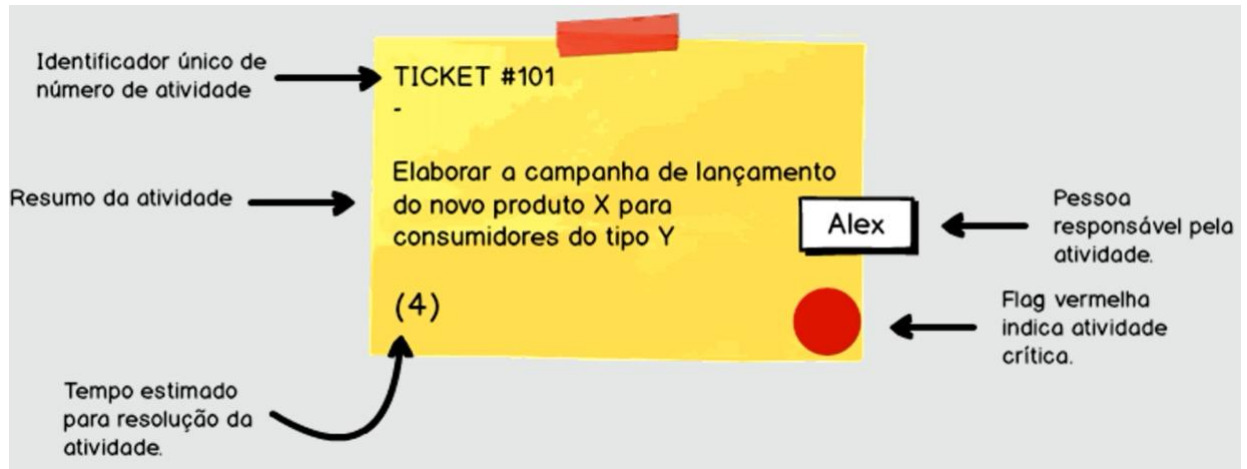 Identificador único de
número de atividade
TICKET #101
-
Resumo da atividade
Elaborar a campanha de lançamento
do novo produto X para
consumidores do tipo Y
Alex
Pessoa
responsável pela
atividade.
(4)
Flag vermelha
indica atividade
crítica.
Tempo estimado
para resolução da
atividade.